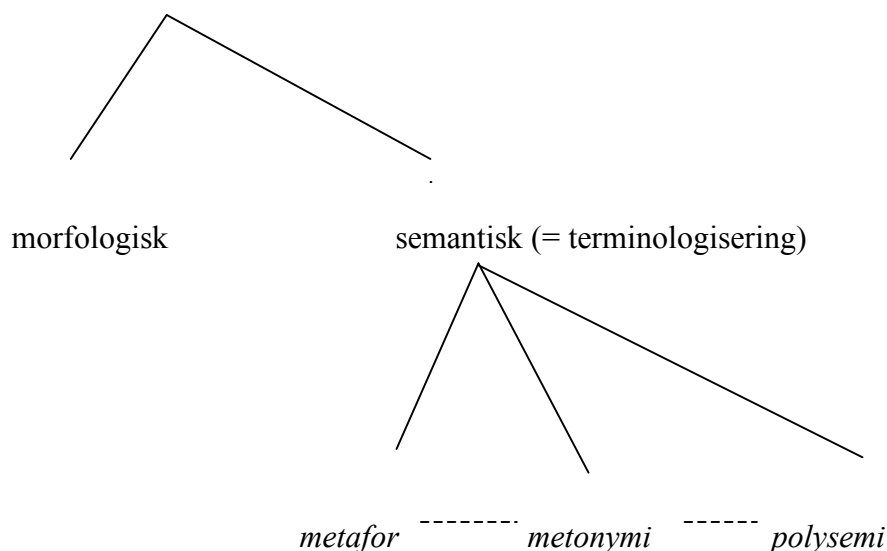 morfologisk semantisk (= terminologisering)
metafor -------- metonymi ------ polysemi